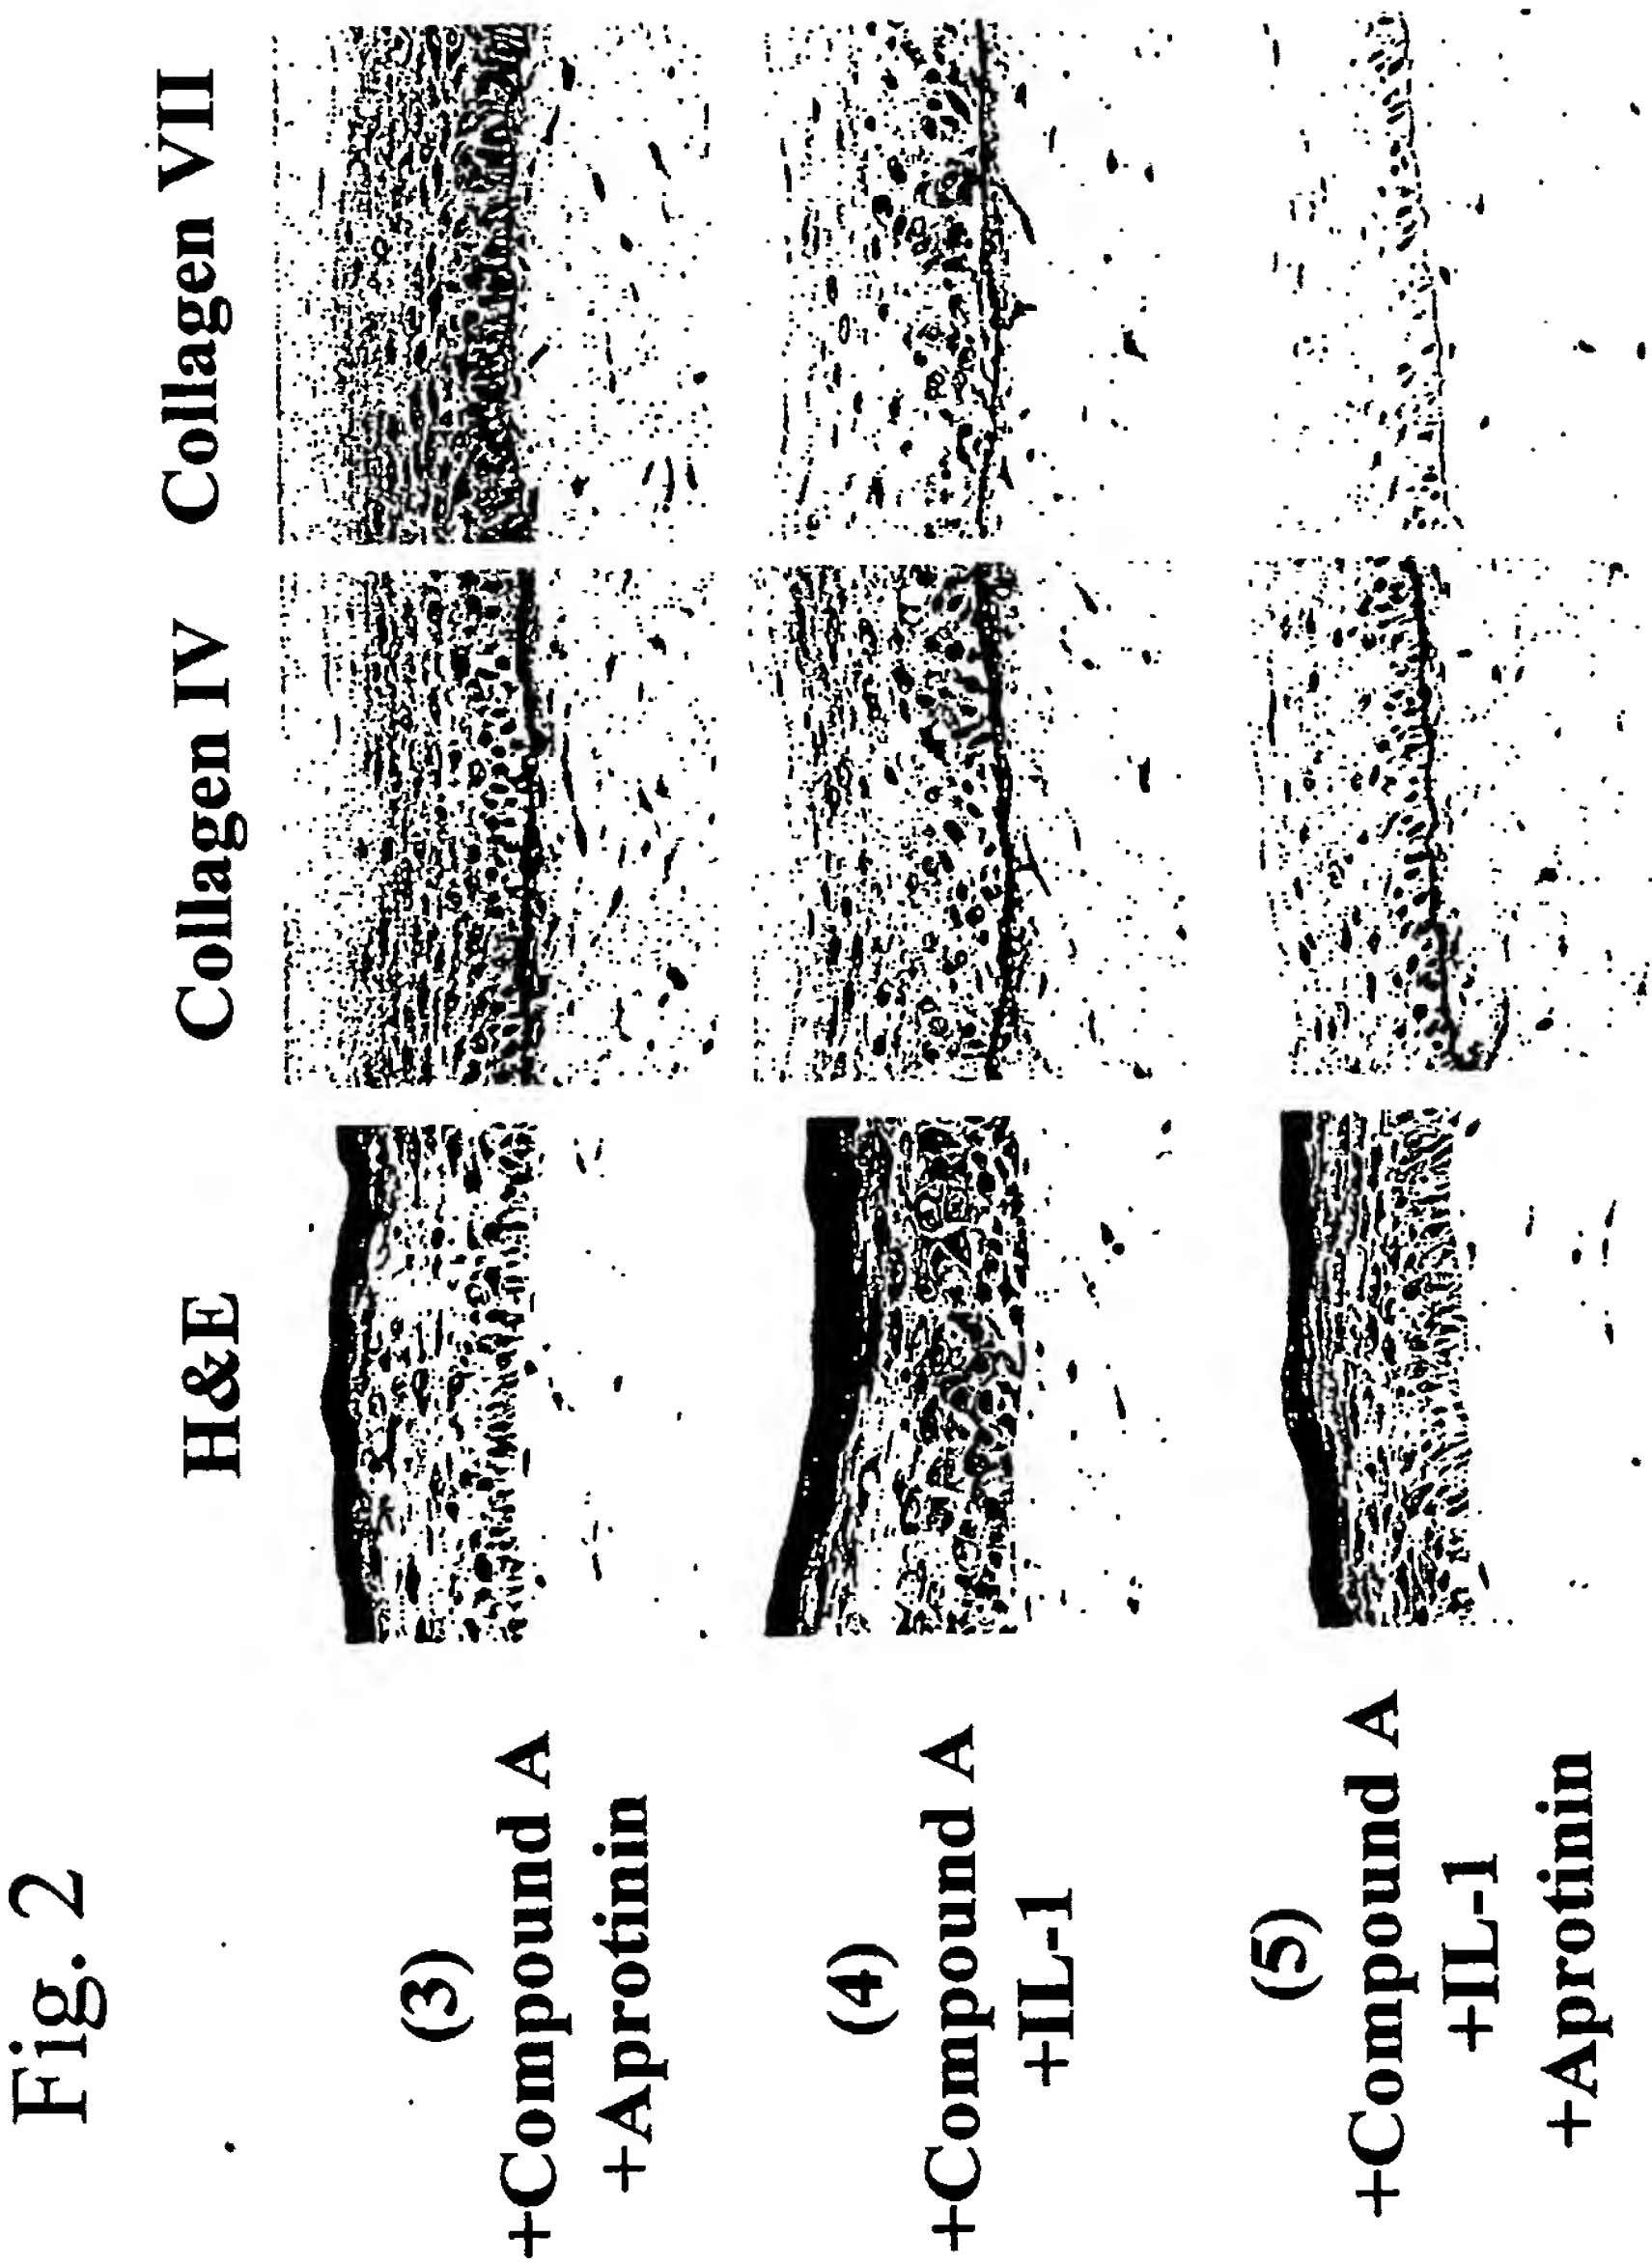 Fig. 2
H&E
Collagen IV
Collagen VII
(3)
+Compound A
+Aprotinin
(4)
+Compound A
+IL-1
(5)
+Compound A
+IL-1
+Aprotinin